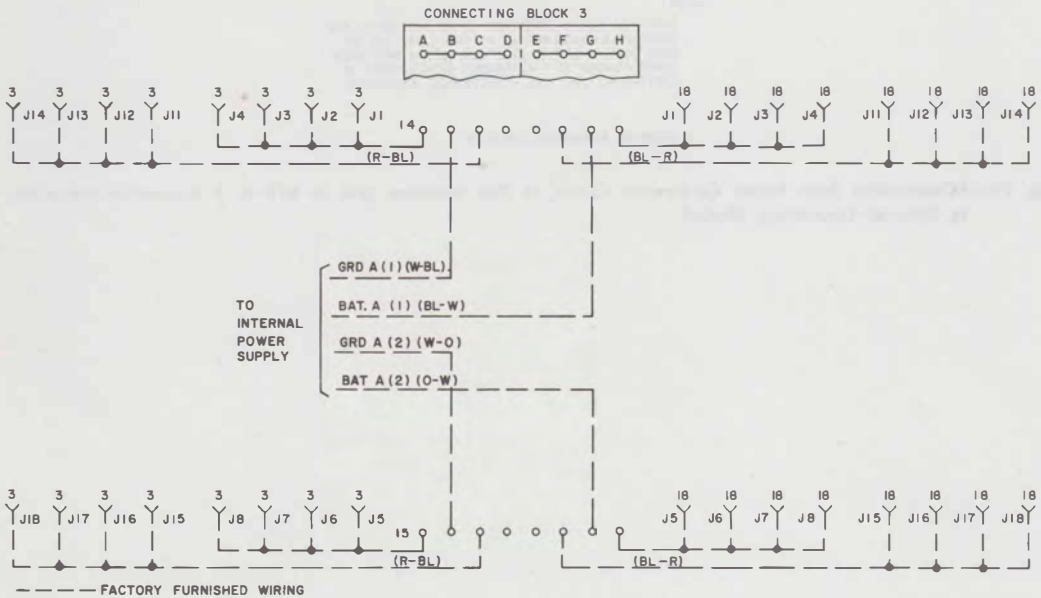 CONNECTING BLOCK 3
A B C D E F G H
3 3 3 3 3 3 3 3 18 18 18 18 18 18 18 18
J14 J13 J12 J11 J4 J3 J2 J1 J1 J2 J3 J4 J11 J12 J13 J14
14
(R-BL) (BL-R)
TO INTERNAL POWER SUPPLY
GRD A (1) (W-BL)
BAT. A (1) (BL-W)
GRD A (2) (W-O)
BAT A (2) (O-W)
3 3 3 3 3 3 3 3 18 18 18 18 18 18 18 18
J18 J17 J16 J15 J8 J7 J6 J5 J5 J6 J7 J8 J15 J16 J17 J18
15
(R-BL) (BL-R)
FACTORY FURNISHED WIRING